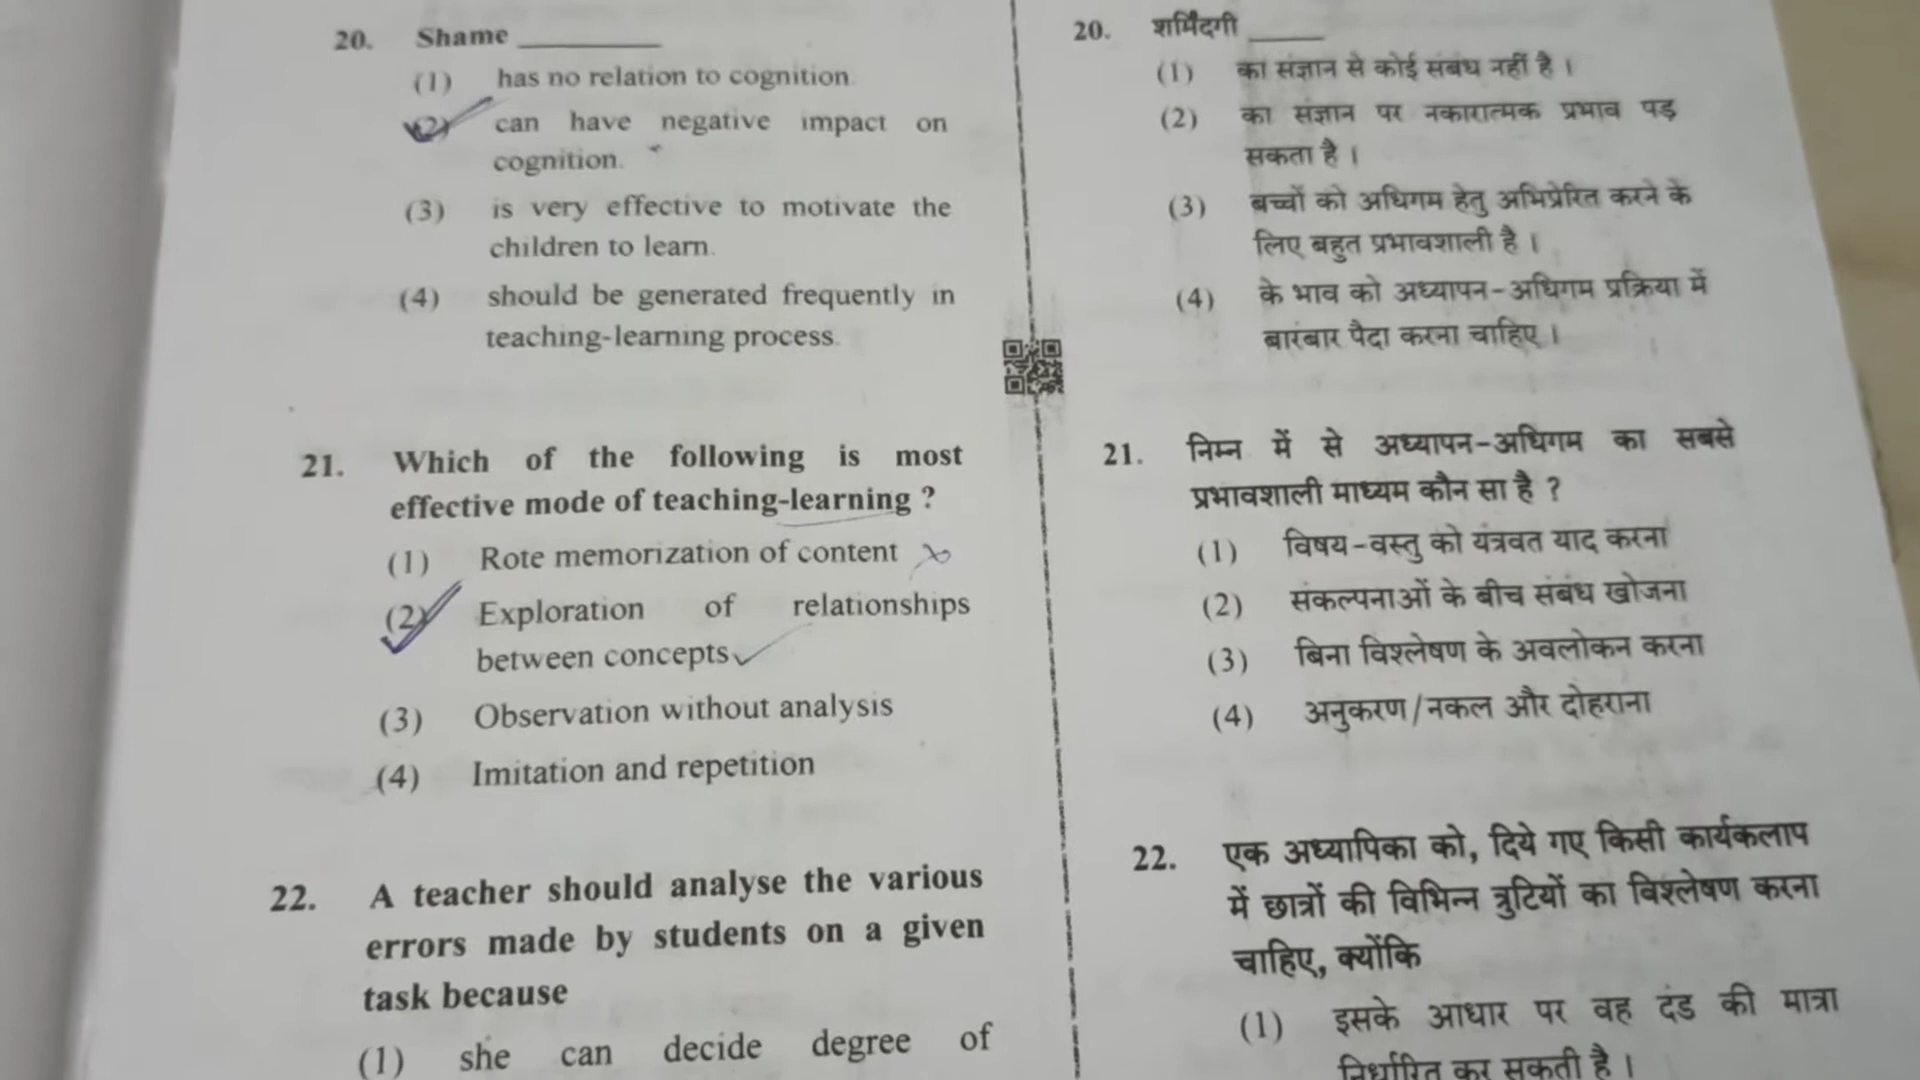 20. Shame ________
(1) has no relation to cognition.
(2) can have negative impact on
cognition.
(3) is very effective to motivate the
children to learn.
(4) should be generated frequently in
teaching-learning process.
21. Which of the following is most
effective mode of teaching-learning ?
(1) Rote memorization of content
(2) Exploration of relationships
between concepts
(3) Observation without analysis
(4) Imitation and repetition
22. A teacher should analyse the various
errors made by students on a given
task because
(1) she can decide degree of
20. शर्मिंदगी ____
(1) का संज्ञान से कोई संबंध नहीं है ।
(2) का संज्ञान पर नकारात्मक प्रभाव पड़
सकता है ।
(3) बच्चों को अधिगम हेतु अभिप्रेरित करने के
लिए बहुत प्रभावशाली है ।
(4) के भाव को अध्यापन-अधिगम प्रक्रिया में
बारंबार पैदा करना चाहिए ।
21. निम्न में से अध्यापन-अधिगम का सबसे
प्रभावशाली माध्यम कौन सा है ?
(1) विषय-वस्तु को यंत्रवत याद करना
(2) संकल्पनाओं के बीच संबंध खोजना
(3) बिना विश्लेषण के अवलोकन करना
(4) अनुकरण/नकल और दोहराना
22. एक अध्यापिका को, दिये गए किसी कार्यकलाप
में छात्रों की विभिन्न त्रुटियों का विश्लेषण करना
चाहिए, क्योंकि
(1) इसके आधार पर वह दंड की मात्रा
निर्धारित कर सकती है ।